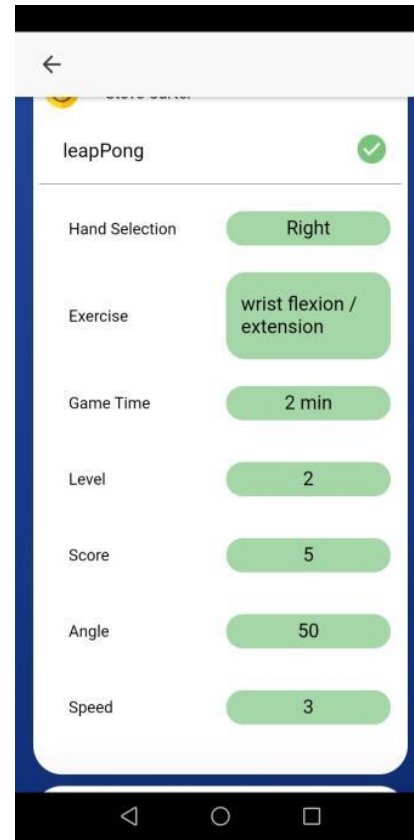 leapPong
Hand Selection
Right
Exercise
wrist flexion /
extension
Game Time
2 min
Level
2
Score
5
Angle
50
Speed
3